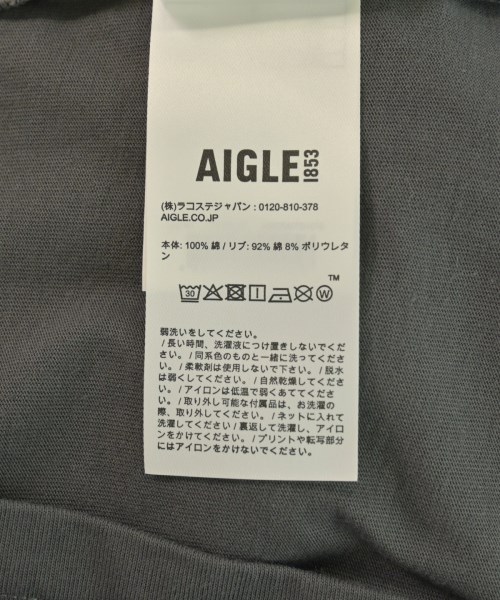 AIGLE 1853
(株)ラコステジャパン : 0120-810-378
AIGLE.CO.JP
本体: 100% 綿 / リブ: 92% 綿 8% ポリウレタ
ン
TM
30 W
弱洗いをしてください。
/ 長い時間、洗濯液につけ置きしないでくだ
さい。 / 同系色のものと一緒に洗ってくださ
い。 / 柔軟剤は使用しないで下さい。 / 脱水
は弱くしてください。 / 自然乾燥してくださ
い。 / アイロンは低温で弱くあててくださ
い。 / 取り外し可能な付属品は、お洗濯の
際、取り外してください。 / ネットに入れて
洗濯してください / 裏返して洗濯し、アイロ
ンをかけてください。 / プリントや転写部分
にはアイロンをかけないでください。